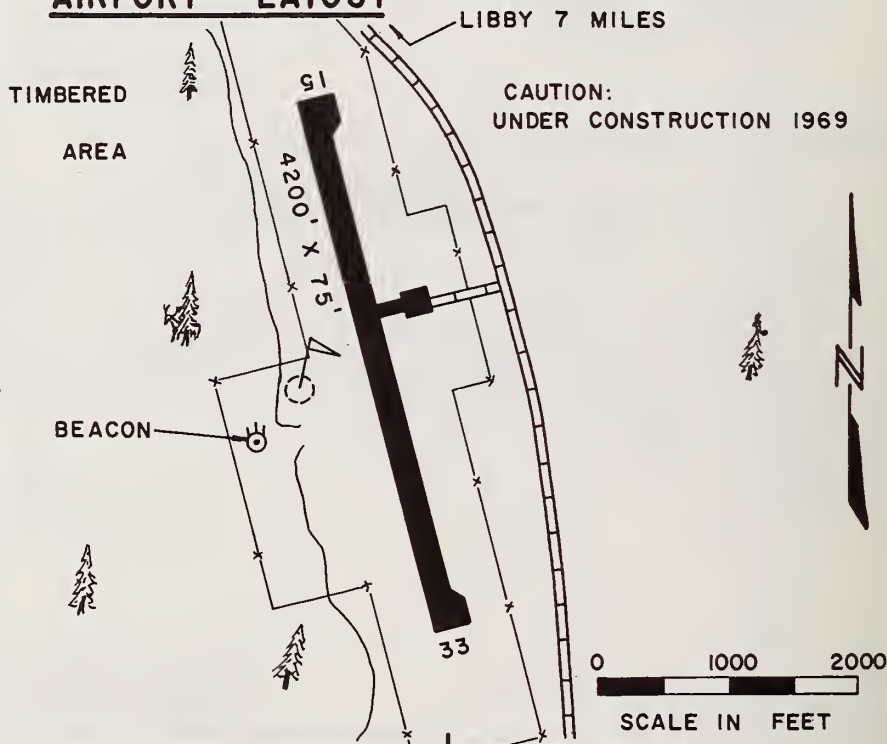 AIRPORT LAYOUT
LIBBY 7 MILES
TIMBERED
AREA
CAUTION:
UNDER CONSTRUCTION 1969
15
4200' X 75'
BEACON
33
N
0 1000 2000
SCALE IN FEET